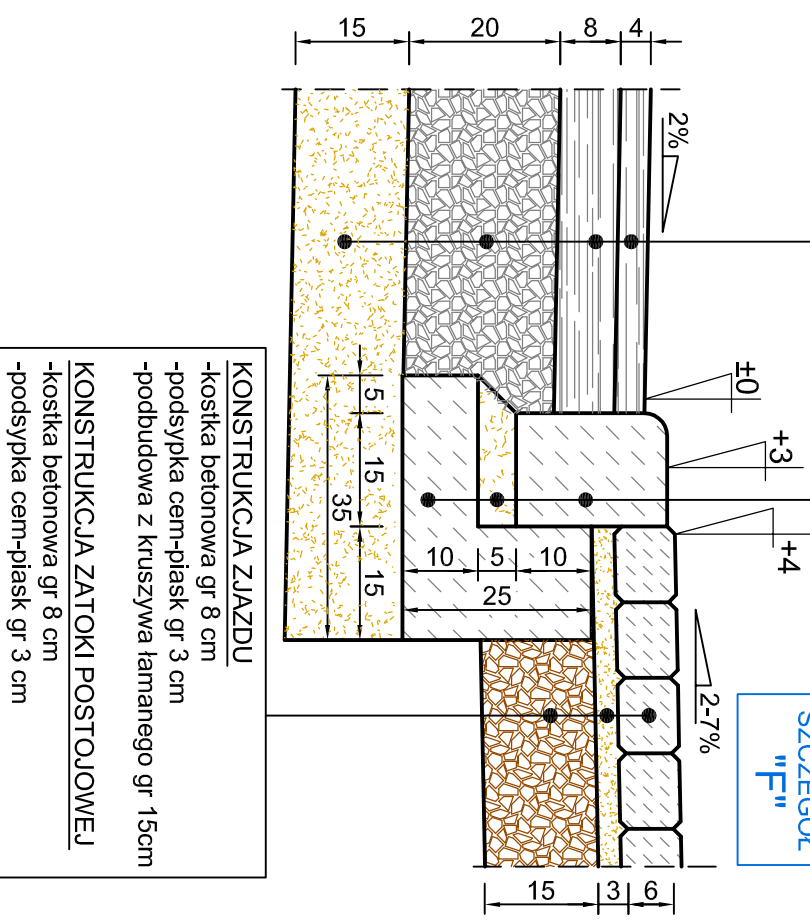 SZCZEGÓŁ
"F"
15
20
8
4
2%
±0
+3
+4
2-7%
5
15
15
35
10
5
10
25
15
3
6
KONSTRUKCJA ZJAZDU
-kostka betonowa gr 8 cm
-podsypka cem-piask gr 3 cm
-podbudowa z kruszywa łamanego gr 15cm
KONSTRUKCJA ZATOKI POSTOJOWEJ
-kostka betonowa gr 8 cm
-podsypka cem-piask gr 3 cm